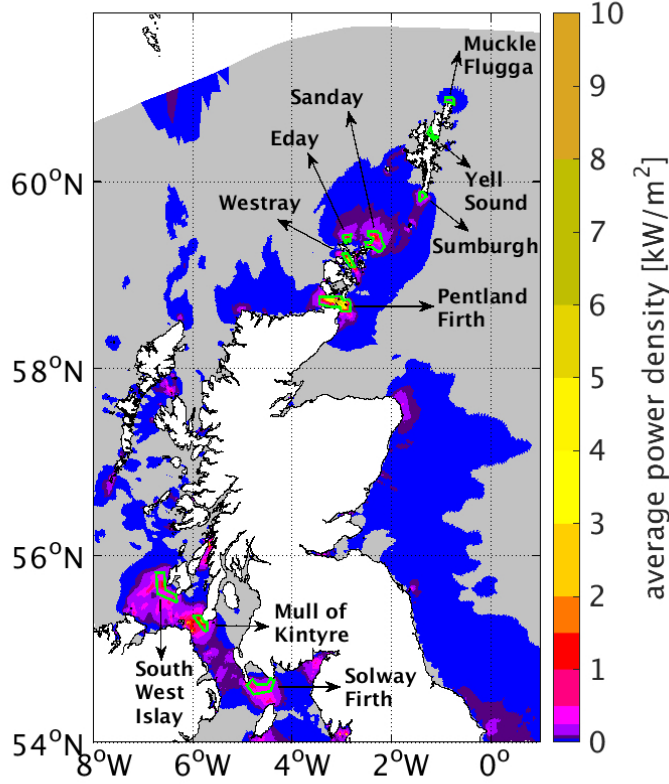 Muckle
Flugga
Sanday
Eday
Westray
Yell
Sound
Sumburgh
Pentland
Firth
Mull of
Kintyre
South
West
Islay
Solway
Firth
60°N
58°N
56°N
54°N
8°W
6°W
4°W
2°W
0°
10
9
8
7
6
5
4
3
2
1
0
average power density [kW/m²]